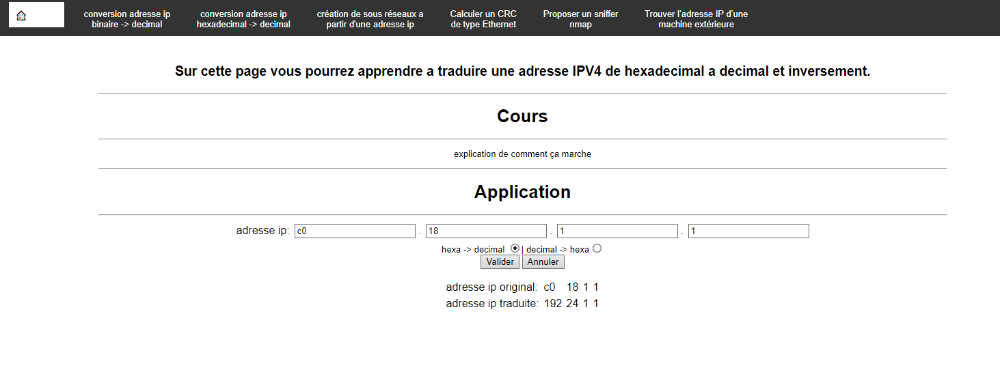 conversion adresse ip
binaire -> decimal
conversion adresse ip
hexadecimal -> decimal
création de sous réseaux a
partir d'une adresse ip
Calculer un CRC
de type Ethernet
Proposer un sniffer
nmap
Trouver l'adresse IP d'une
machine extérieure
Sur cette page vous pourrez apprendre a traduire une adresse IPV4 de hexadecimal a decimal et inversement.
Cours
explication de comment ça marche
Application
adresse ip: c0 . 18 . 1 . 1
hexa -> decimal | decimal -> hexa
Valider Annuler
adresse ip original: c0 18 1 1
adresse ip traduite: 192 24 1 1